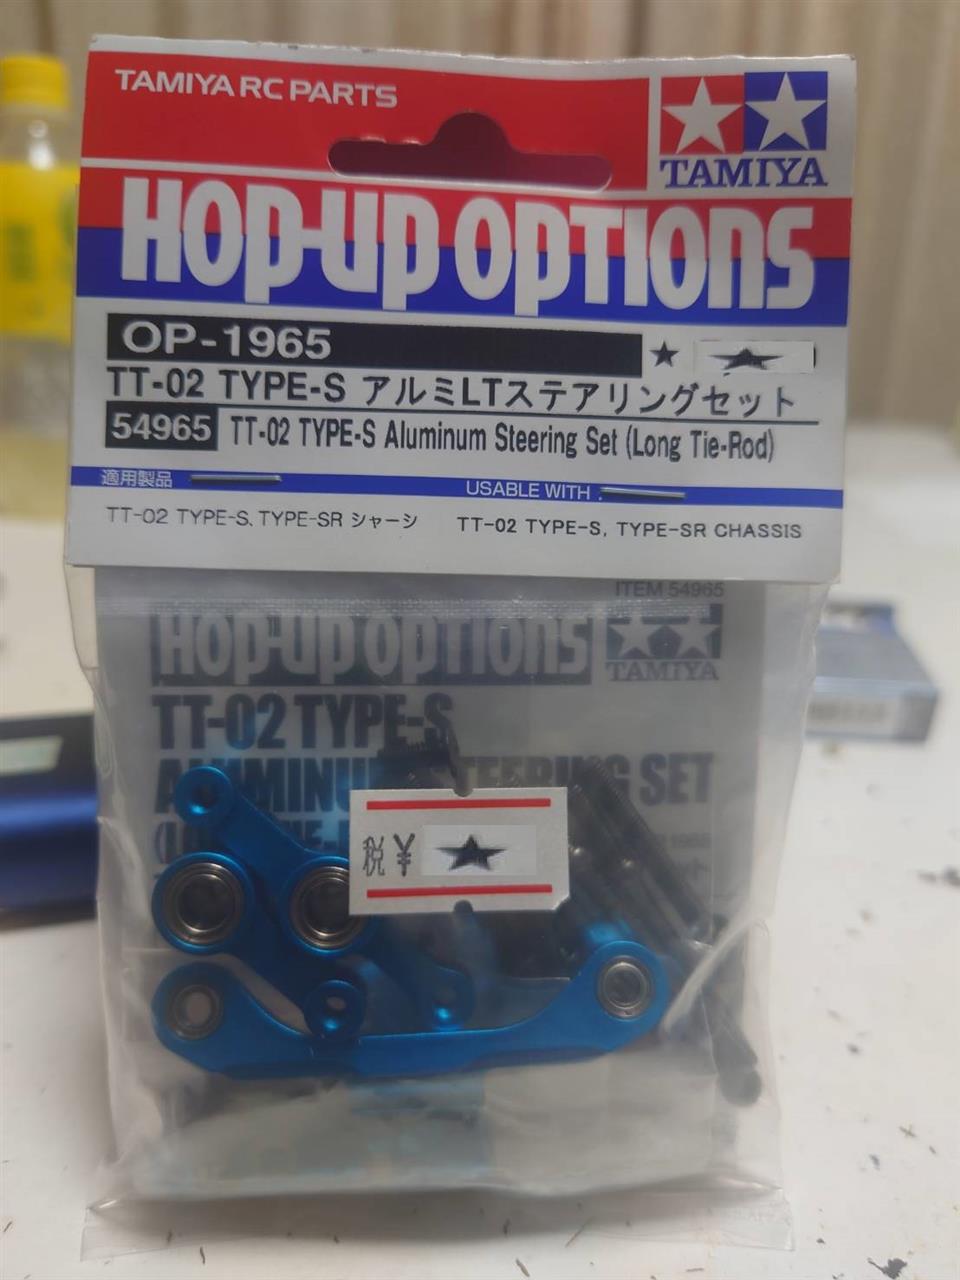 TAMIYA RC PARTS
TAMIYA
HOP-UP OPTIONS
OP-1965 ★ ★
TT-02 TYPE-S アルミLTステアリングセット
54965 TT-02 TYPE-S Aluminum Steering Set (Long Tie-Rod)
適用製品
USABLE WITH
TT-02 TYPE-S、TYPE-SR シャーシ
TT-02 TYPE-S, TYPE-SR CHASSIS
ITEM 54965
HOP-UP OPTIONS
TAMIYA
TT-02 TYPE-S
STEERING SET
税 ¥ ★